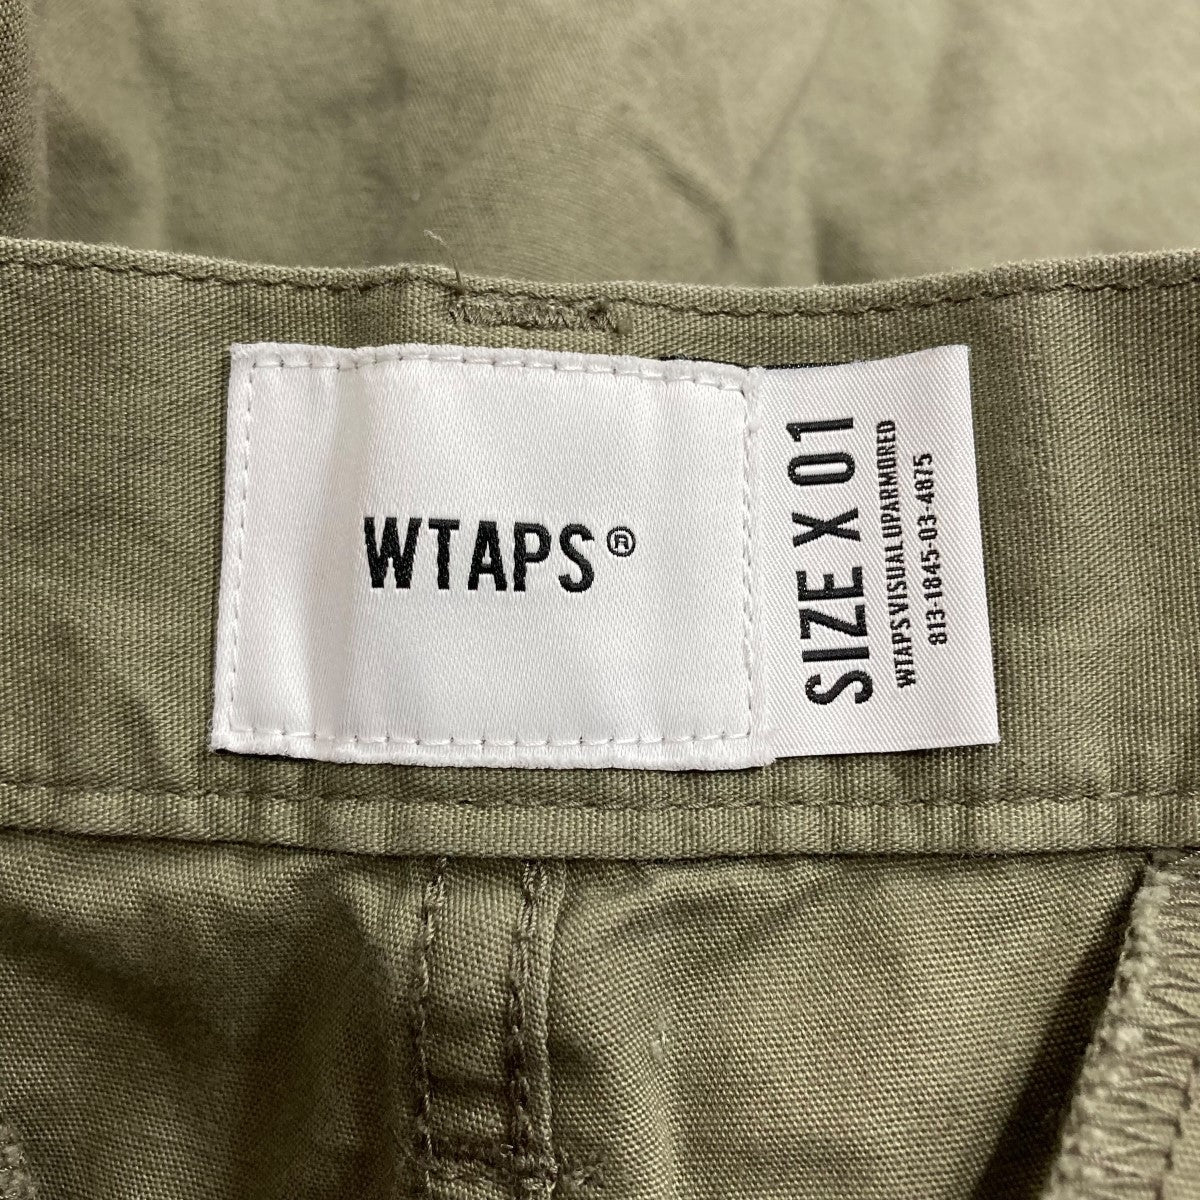 WTAPS®
SIZE X 01
WTAPS VISUAL UPARMORED
813-1845-03-4875